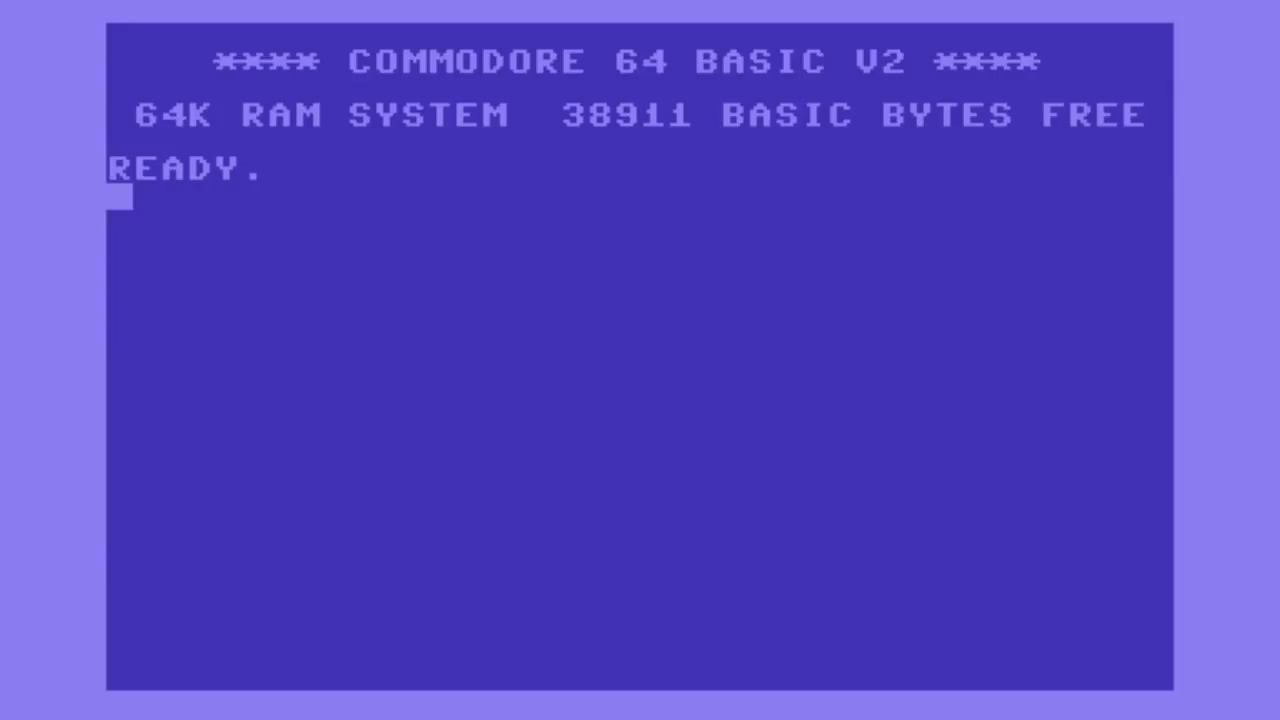 **** COMMODORE 64 BASIC V2 ****
64K RAM SYSTEM  38911 BASIC BYTES FREE
READY.